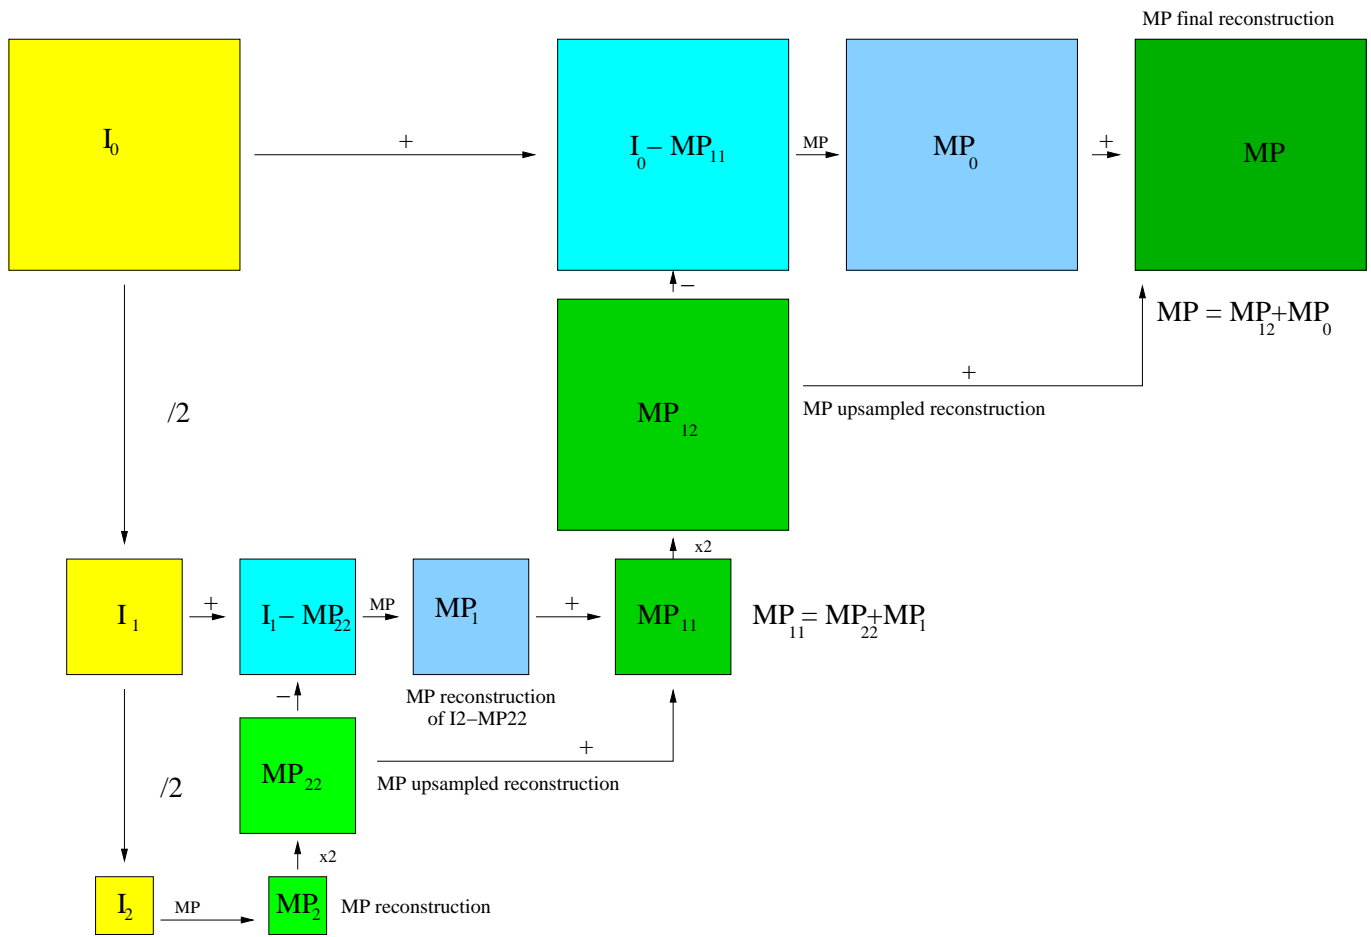 MP final reconstruction
I₀
+
I₀ − MP₁₁
MP
MP₀
+
MP
−
MP = MP₁₂+MP₀
+
/2
MP₁₂
MP upsampled reconstruction
x2
I₁
+
I₁ − MP₂₂
MP
MP₁
+
MP₁₁
MP₁₁ = MP₂₂+MP₁
−
MP reconstruction
of I2−MP22
+
/2
MP₂₂
MP upsampled reconstruction
x2
I₂
MP
MP₂
MP reconstruction